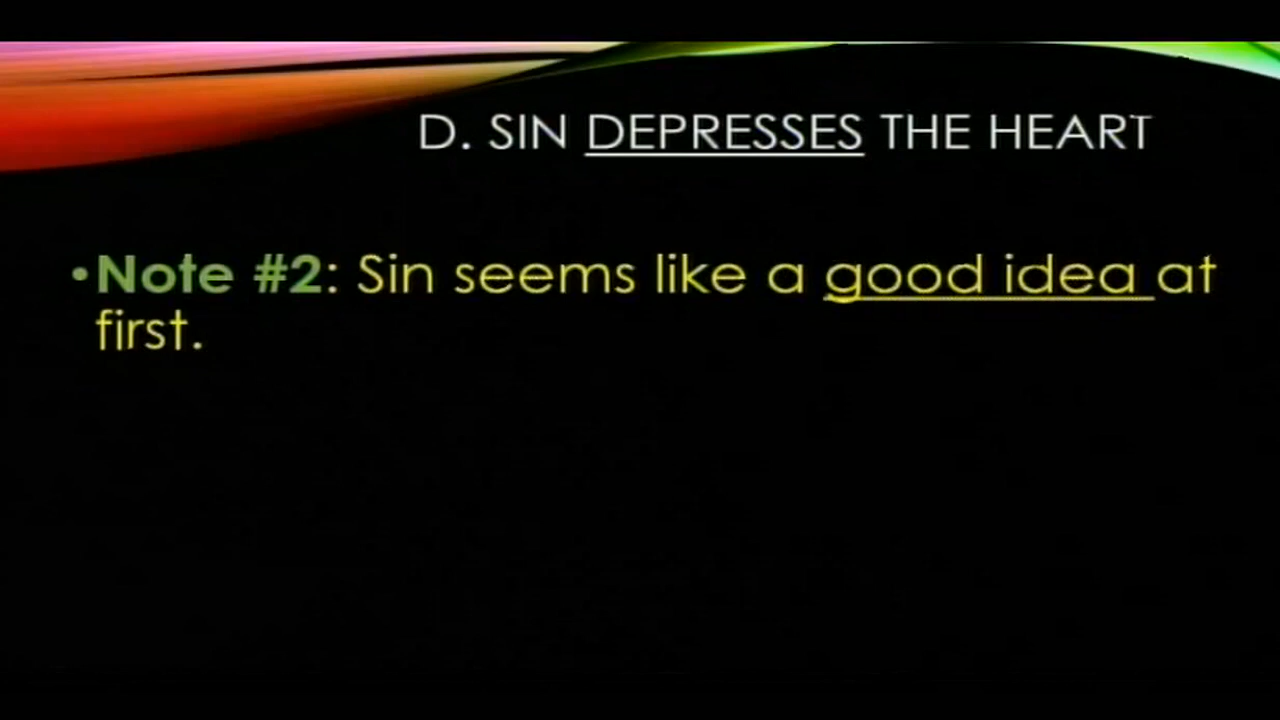 D. SIN DEPRESSES THE HEART
•Note #2: Sin seems like a good idea at
first.